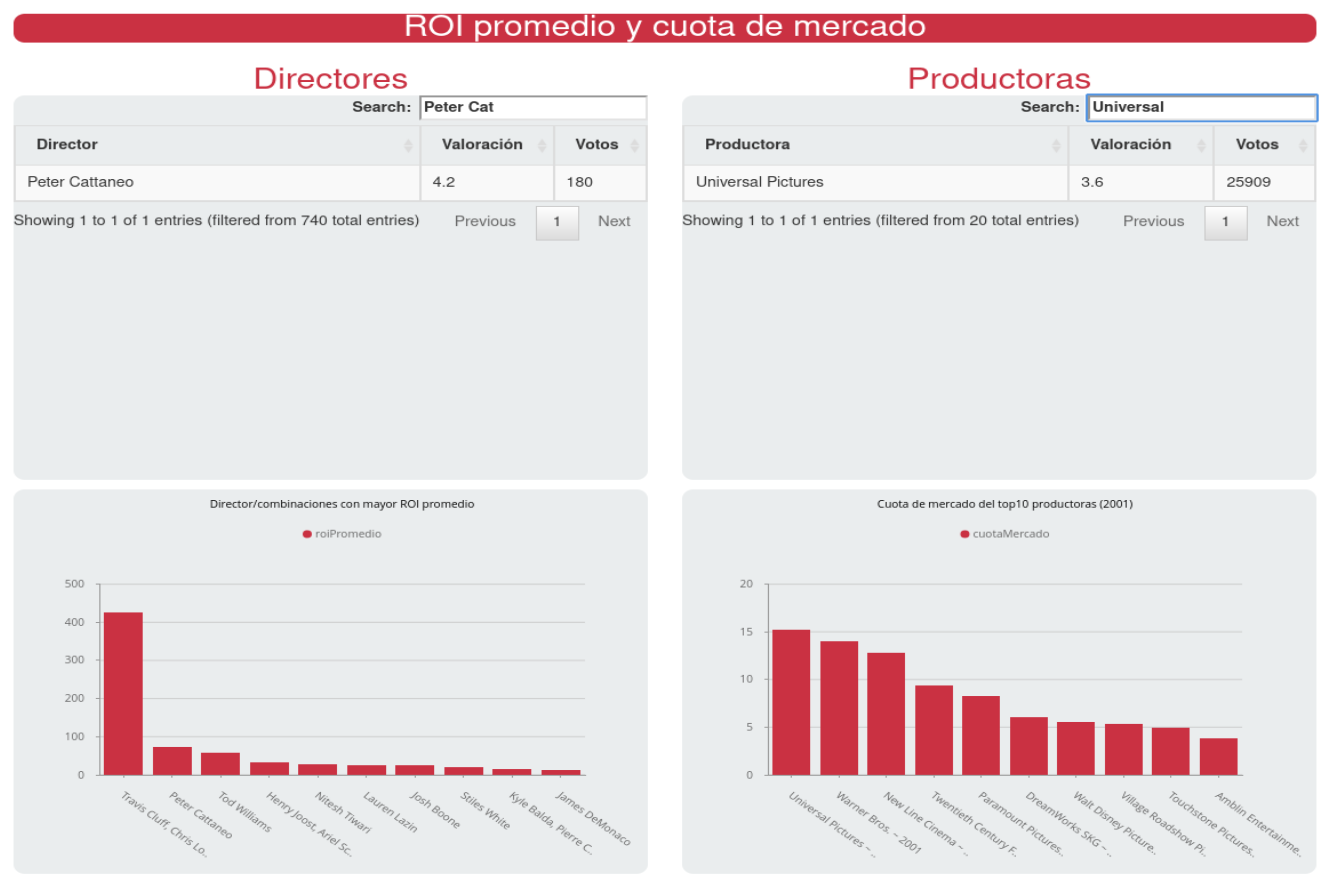 ROI promedio y cuota de mercado
Directores
Search: Peter Cat
Director Valoración Votos
Peter Cattaneo 4.2 180
Showing 1 to 1 of 1 entries (filtered from 740 total entries) Previous 1 Next
Productoras
Search: Universal
Productora Valoración Votos
Universal Pictures 3.6 25909
Showing 1 to 1 of 1 entries (filtered from 20 total entries) Previous 1 Next
Director/combinaciones con mayor ROI promedio
roiPromedio
500
400
300
200
100
0
Travis Cluff, Chris Lo..
Peter Cattaneo
Tod Williams
Henry Joost, Ariel Sc..
Nitesh Tiwari
Lauren Lazin
Josh Boone
Stiles White
Kyle Balda, Pierre C..
James DeMonaco
Cuota de mercado del top10 productoras (2001)
cuotaMercado
20
15
10
5
0
Universal Pictures – ..
Warner Bros. – 2001
New Line Cinema – ..
Twentieth Century F..
Paramount Pictures..
DreamWorks SKG – ..
Walt Disney Picture..
Village Roadshow Pi..
Touchstone Pictures..
Amblin Entertainme..